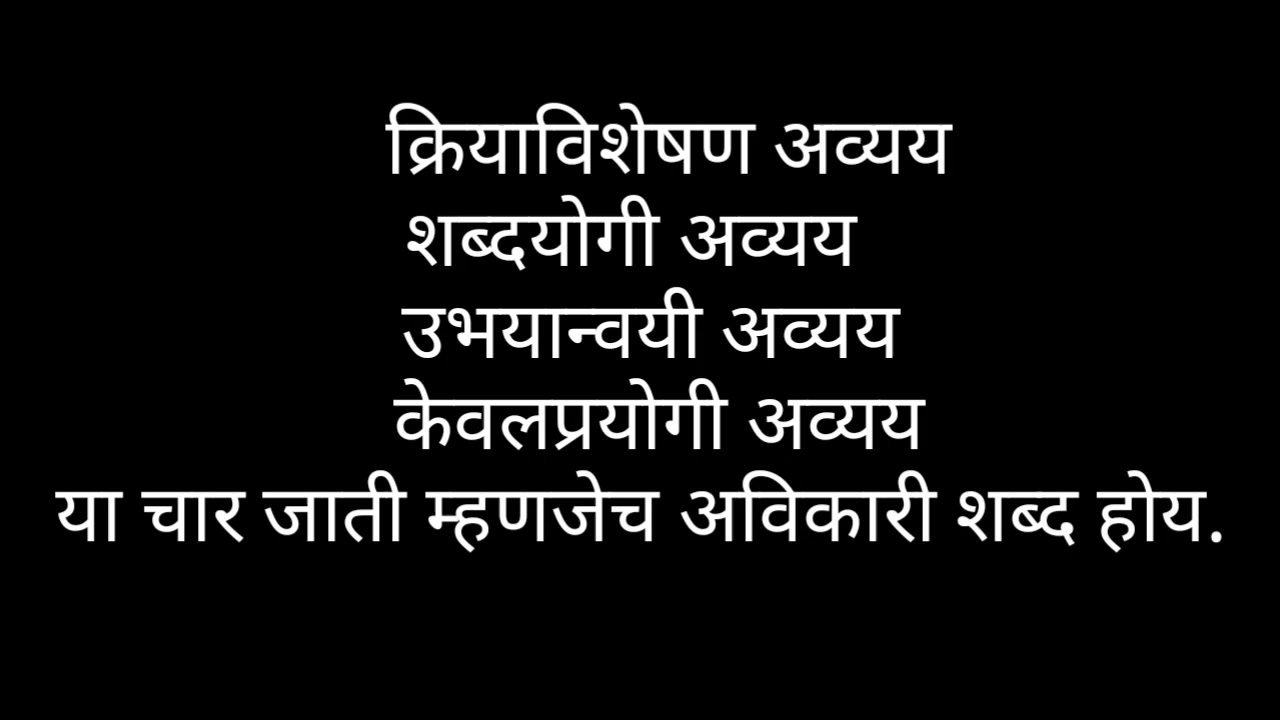 क्रियाविशेषण अव्यय
शब्दयोगी अव्यय
उभयान्वयी अव्यय
केवलप्रयोगी अव्यय
या चार जाती म्हणजेच अविकारी शब्द होय.